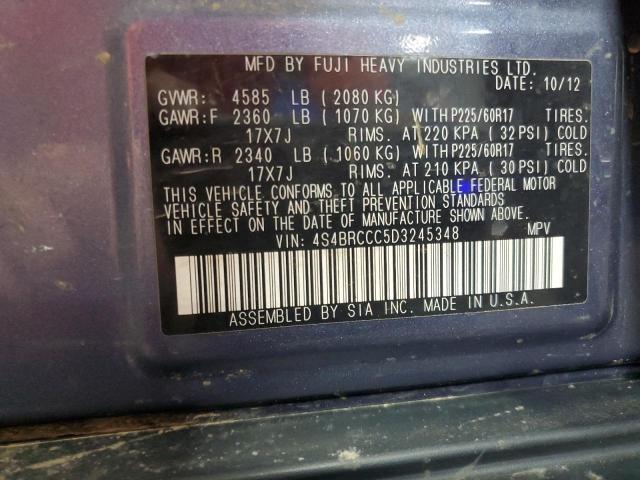 MFD BY FUJI HEAVY INDUSTRIES LTD.
DATE: 10/12
GVWR: 4585 LB ( 2080 KG)
GAWR:F 2360 LB ( 1070 KG) WITH P225/60R17 TIRES.
17X7J RIMS. AT 220 KPA ( 32 PSI) COLD
GAWR:R 2340 LB ( 1060 KG) WITH P225/60R17 TIRES.
17X7J RIMS. AT 210 KPA ( 30 PSI) COLD
THIS VEHICLE CONFORMS TO ALL APPLICABLE FEDERAL MOTOR
VEHICLE SAFETY AND THEFT PREVENTION STANDARDS
IN EFFECT ON THE DATE OF MANUFACTURE SHOWN ABOVE.
VIN: 4S4BRCCC5D3245348 MPV
ASSEMBLED BY SIA INC. MADE IN U.S.A.